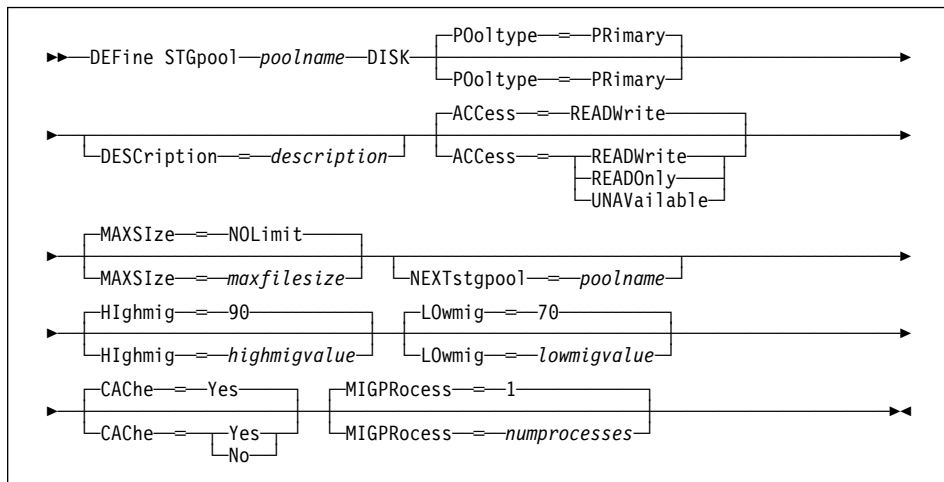 POoltype = PRimary
DEFine STGpool poolname DISK
POoltype = PRimary
ACCess = READWrite
DESCription = description
ACCess = READWrite
READOnly
UNAVailable
MAXSIze = NOLimit
MAXSIze = maxfilesize
NEXTstgpool = poolname
HIghmig = 90
LOwmig = 70
HIghmig = highmigvalue
LOwmig = lowmigvalue
CAChe = Yes
MIGPRocess = 1
CAChe = Yes
No
MIGPRocess = numprocesses